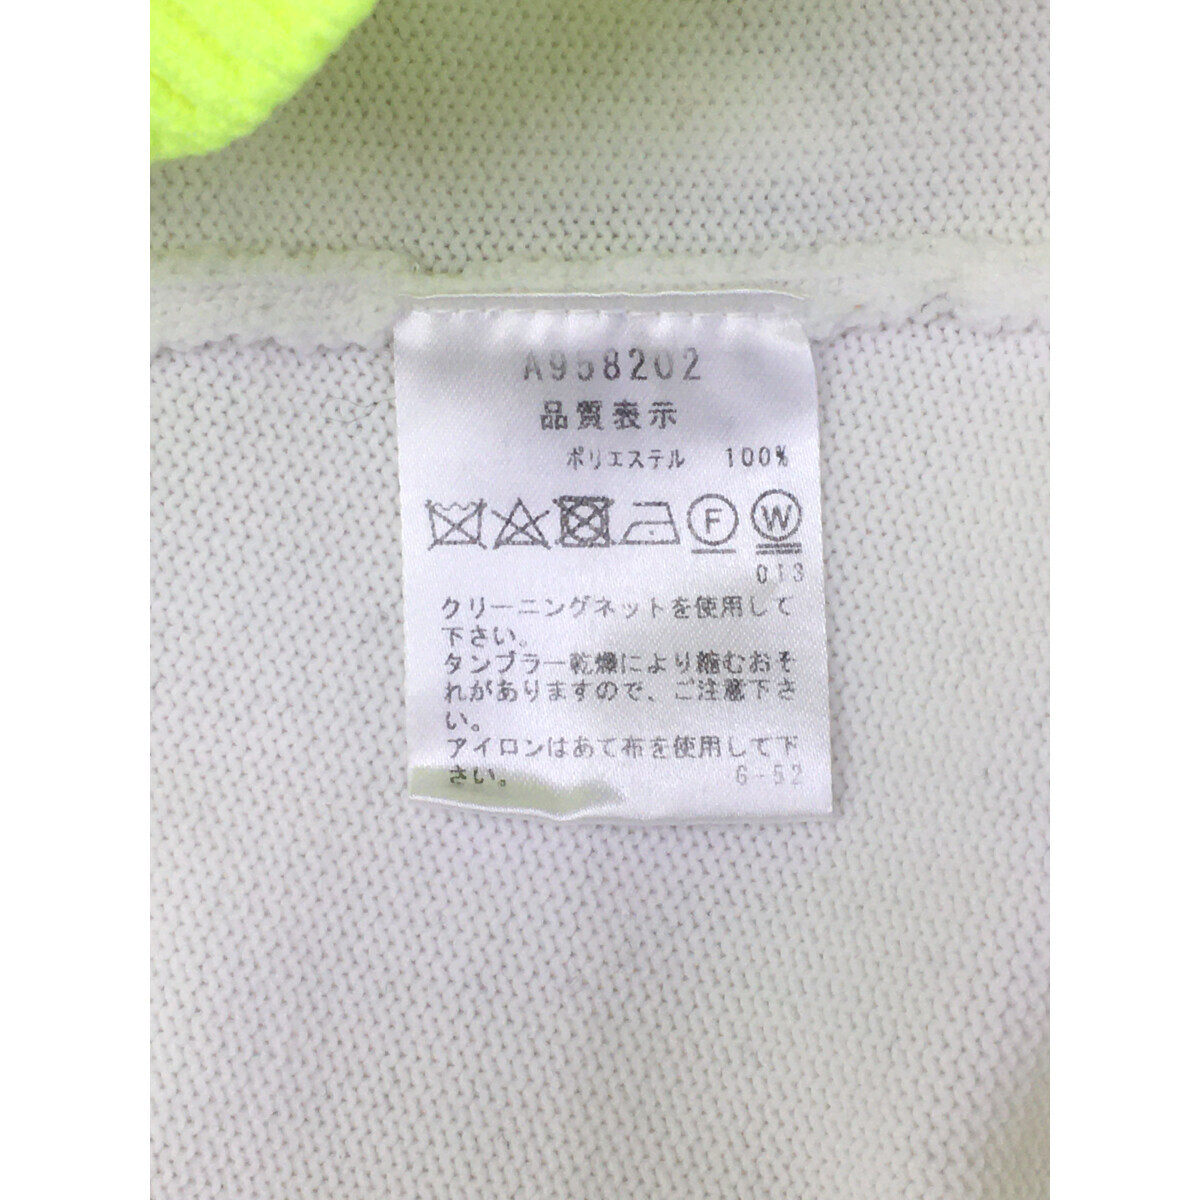 A958202
品質表示
ポリエステル 100%
F W
013
クリーニングネットを使用して
下さい。
タンブラー乾燥により縮むおそ
れがありますので、ご注意下さ
い。
アイロンはあて布を使用して下
さい。 G-52